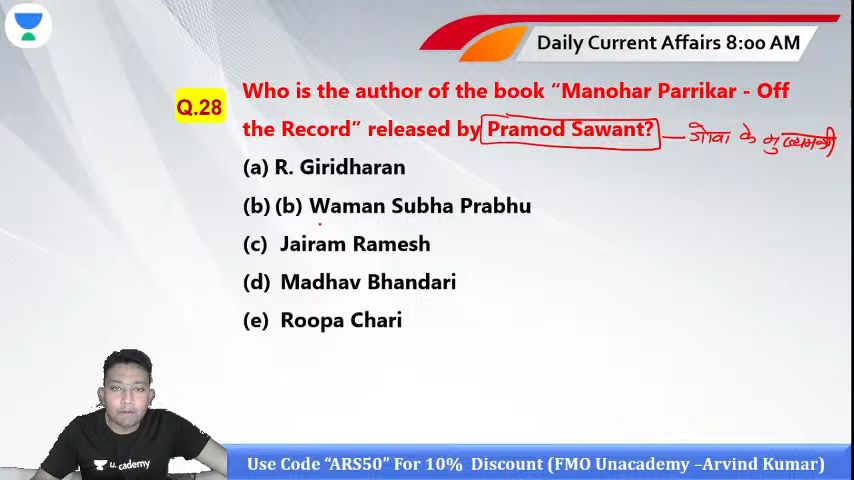 Daily Current Affairs 8:00 AM
Q.28
Who is the author of the book “Manohar Parrikar - Off
the Record” released by Pramod Sawant? — गोवा के मुख्यमन्त्री
(a) R. Giridharan
(b) (b) Waman Subha Prabhu
(c) Jairam Ramesh
(d) Madhav Bhandari
(e) Roopa Chari
u. cademy
Use Code “ARS50” For 10% Discount (FMO Unacademy –Arvind Kumar)